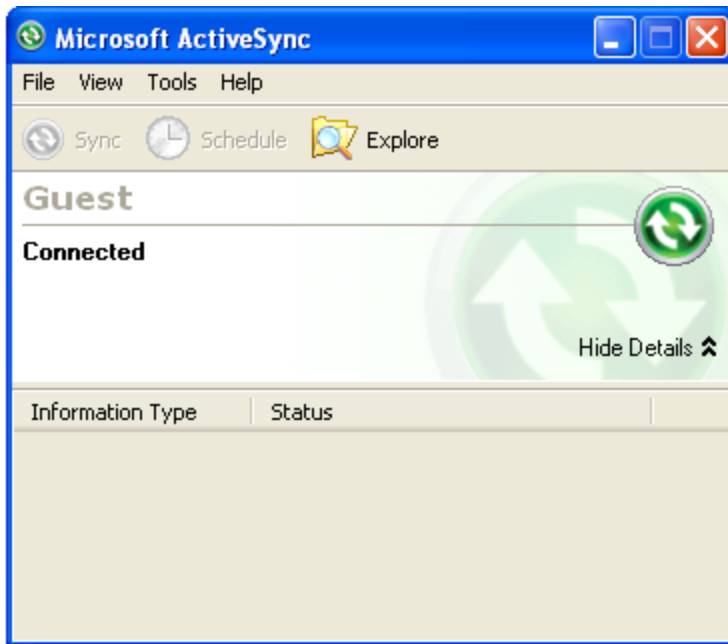 Microsoft ActiveSync
File View Tools Help
Sync Schedule Explore
Guest
Connected
Hide Details
Information Type Status